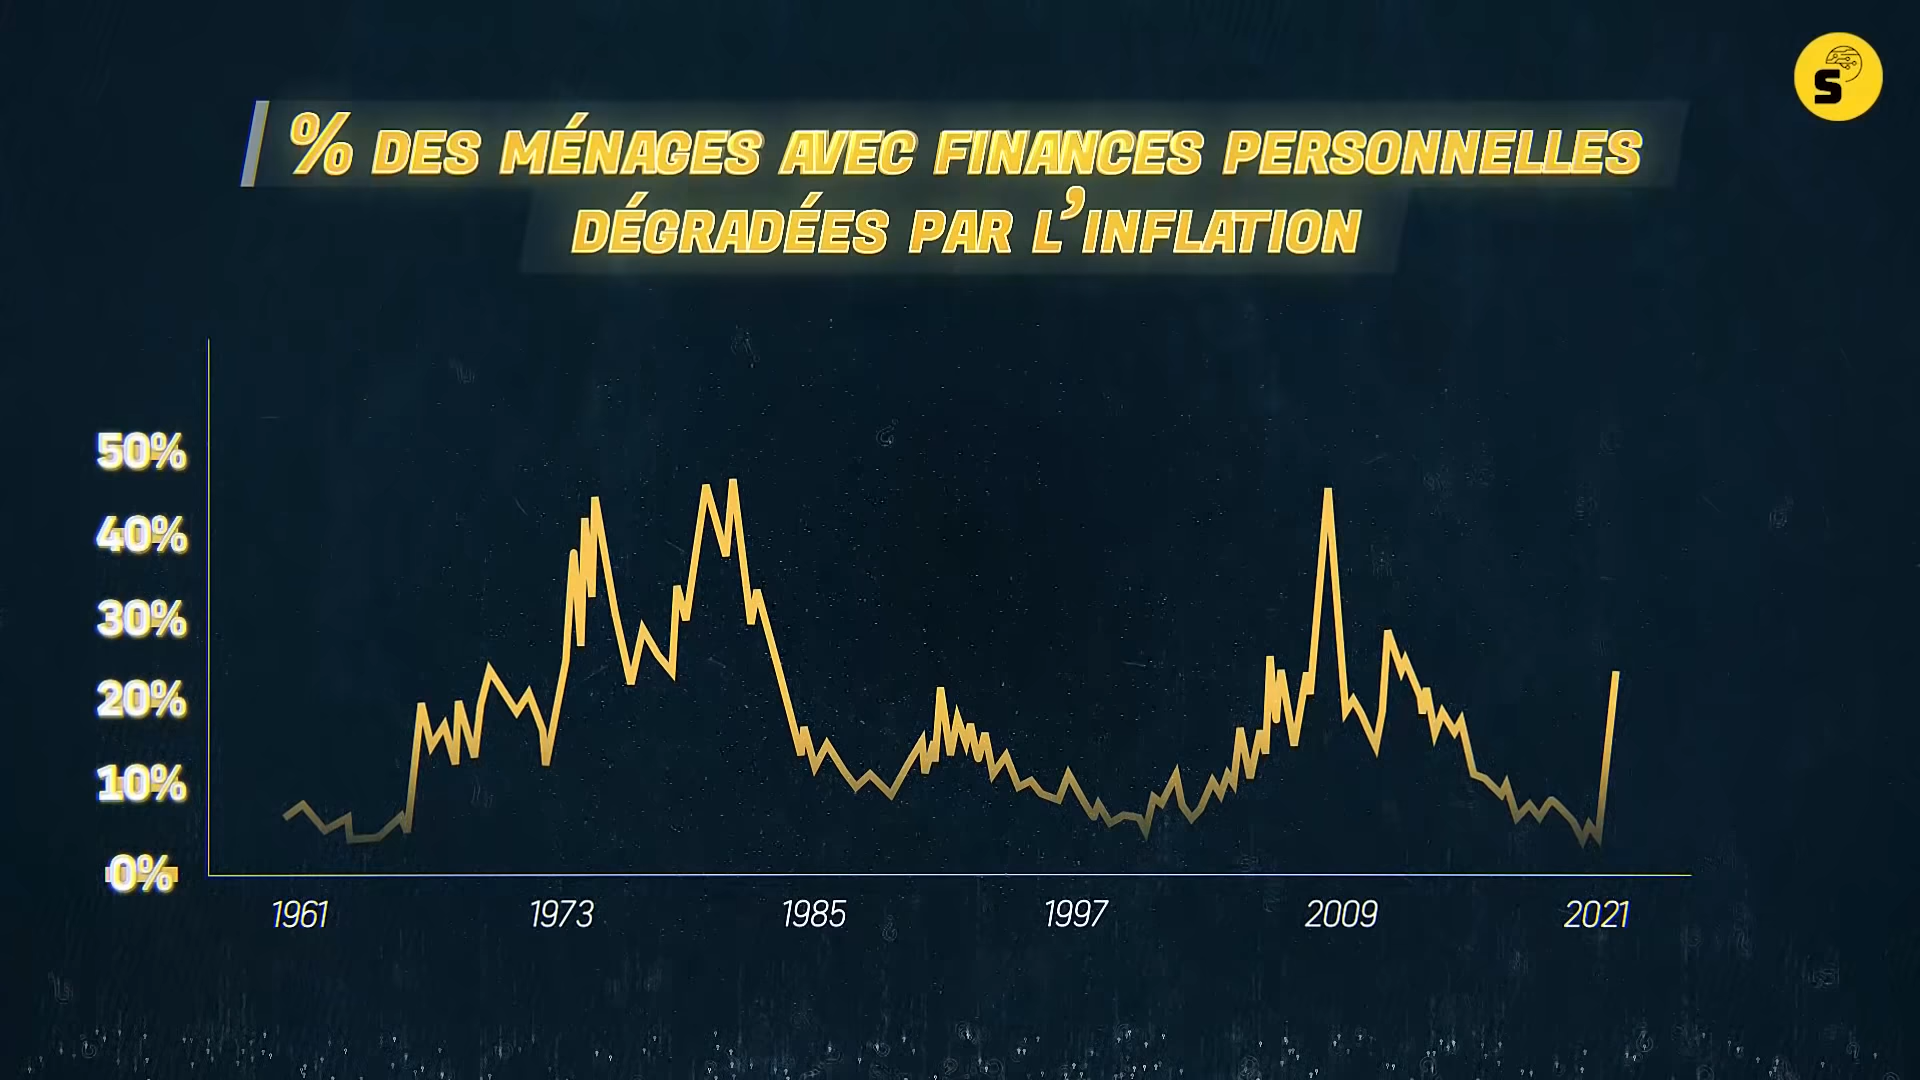 S
% DES MÉNAGES AVEC FINANCES PERSONNELLES
DÉGRADÉES PAR L'INFLATION
50%
40%
30%
20%
10%
0%
1961 1973 1985 1997 2009 2021